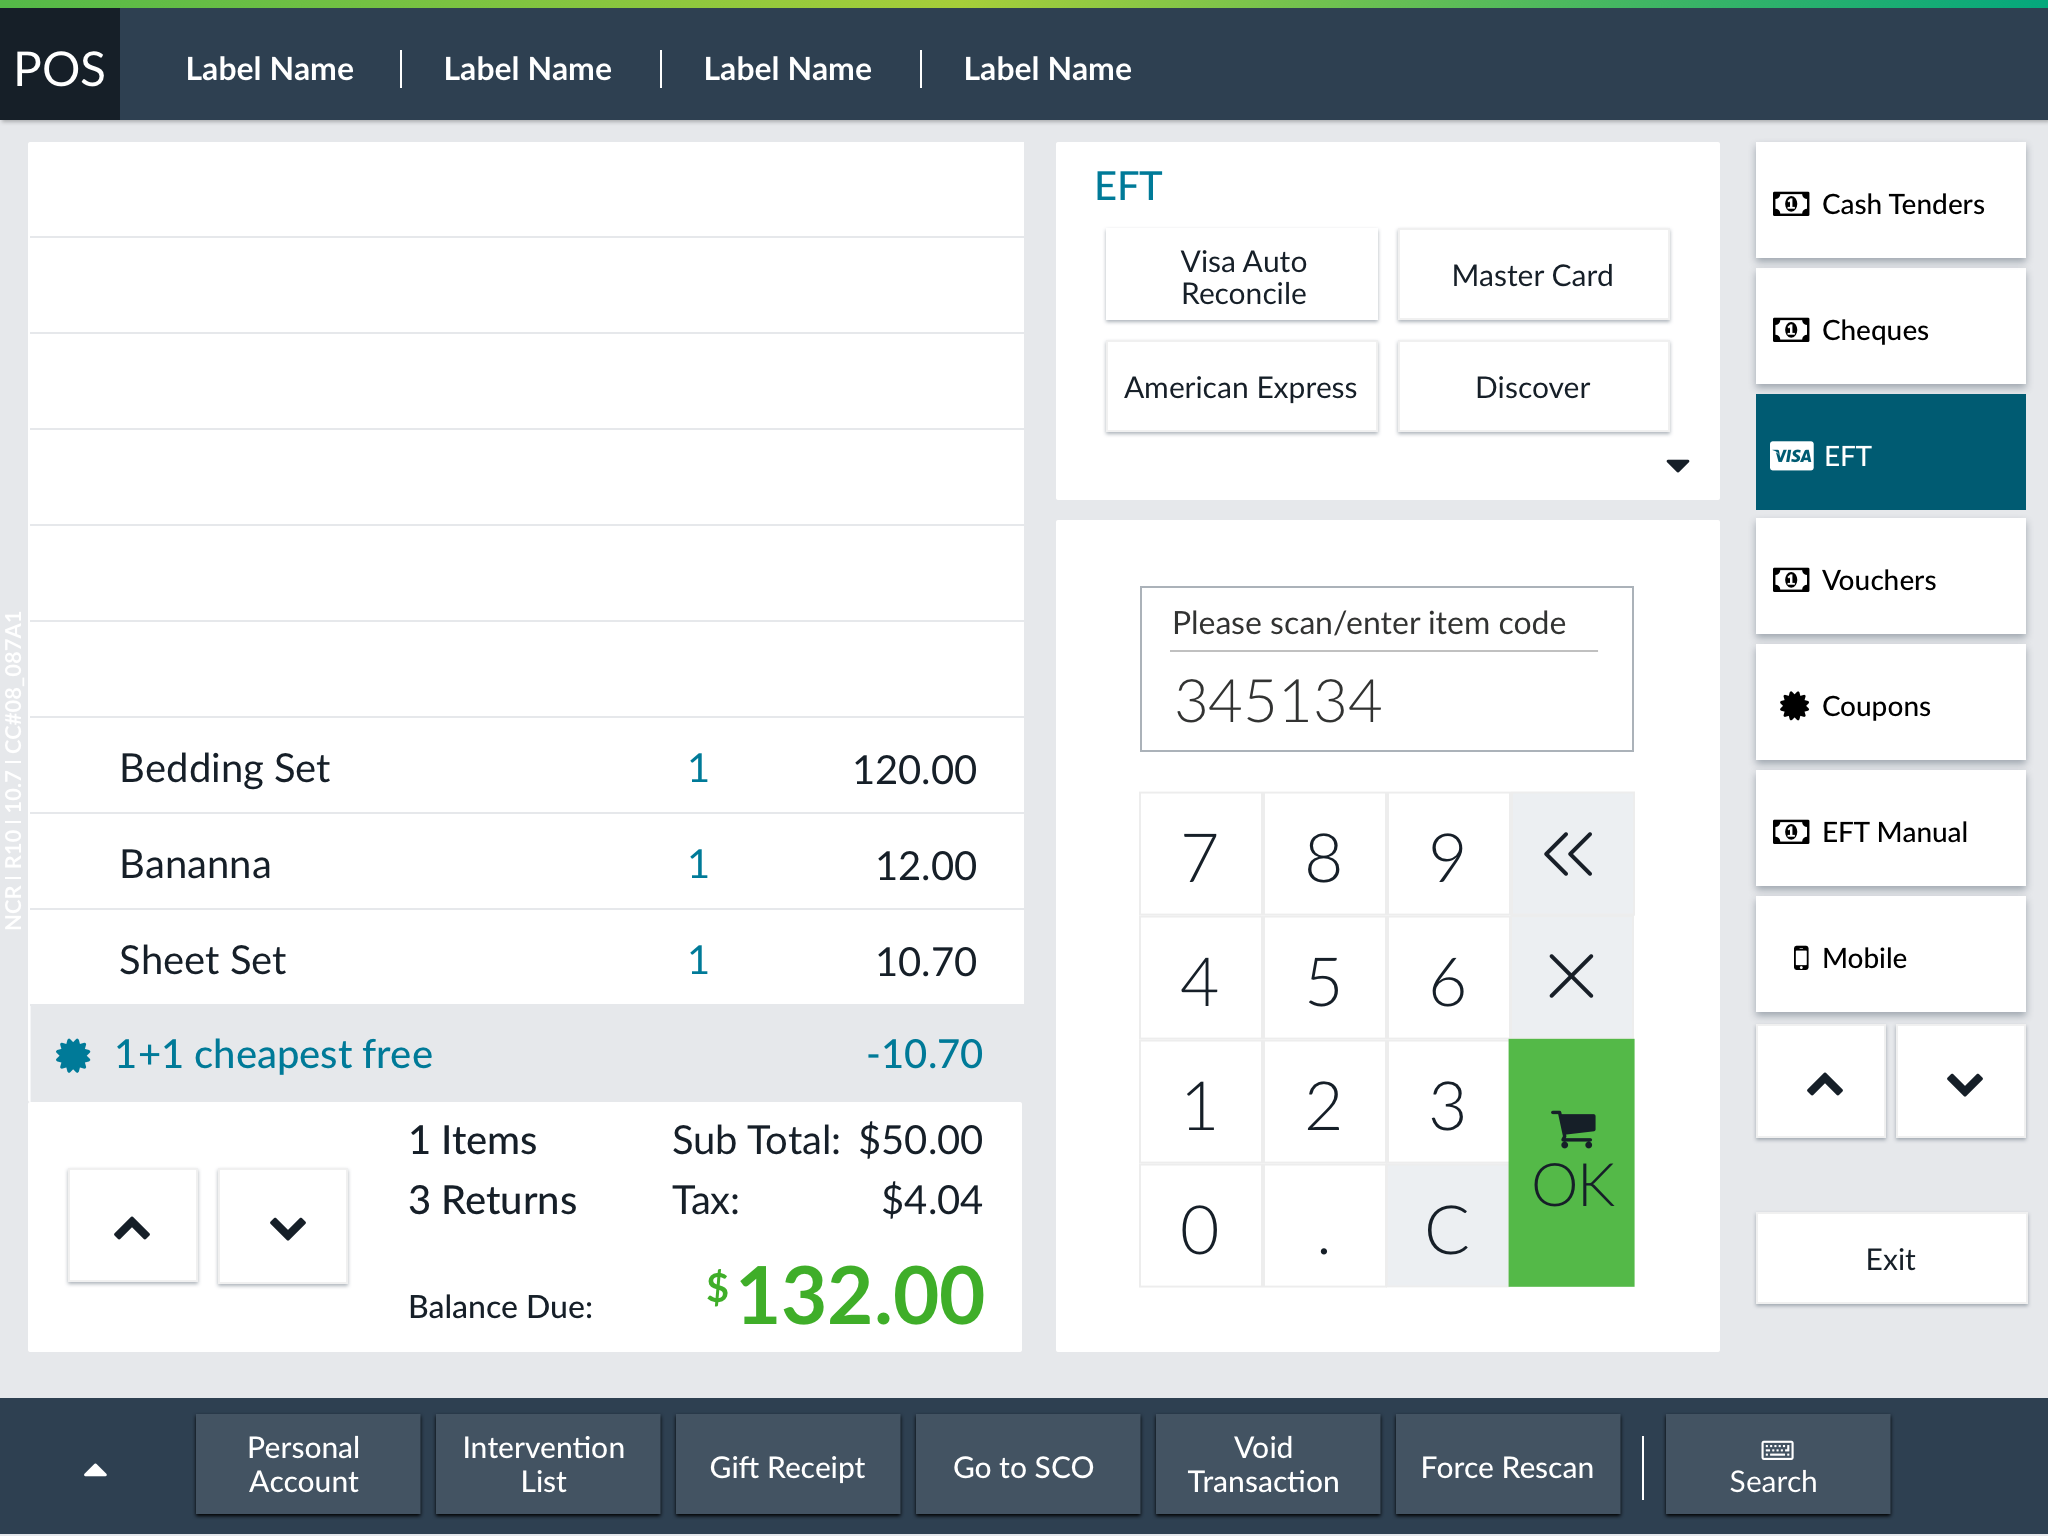 POS
Label Name
Label Name
Label Name
Label Name
NCR | R10 | 10.7 | CC#08_087A1
Bedding Set 1 120.00
Bananna 1 12.00
Sheet Set 1 10.70
1+1 cheapest free -10.70
1 Items Sub Total: $50.00
3 Returns Tax: $4.04
Balance Due: $132.00
EFT
Visa Auto
Reconcile
Master Card
American Express
Discover
Please scan/enter item code
345134
7 8 9
4 5 6
1 2 3
0 . C
OK
Cash Tenders
Cheques
VISA EFT
Vouchers
Coupons
EFT Manual
Mobile
Exit
Personal
Account
Intervention
List
Gift Receipt
Go to SCO
Void
Transaction
Force Rescan
Search